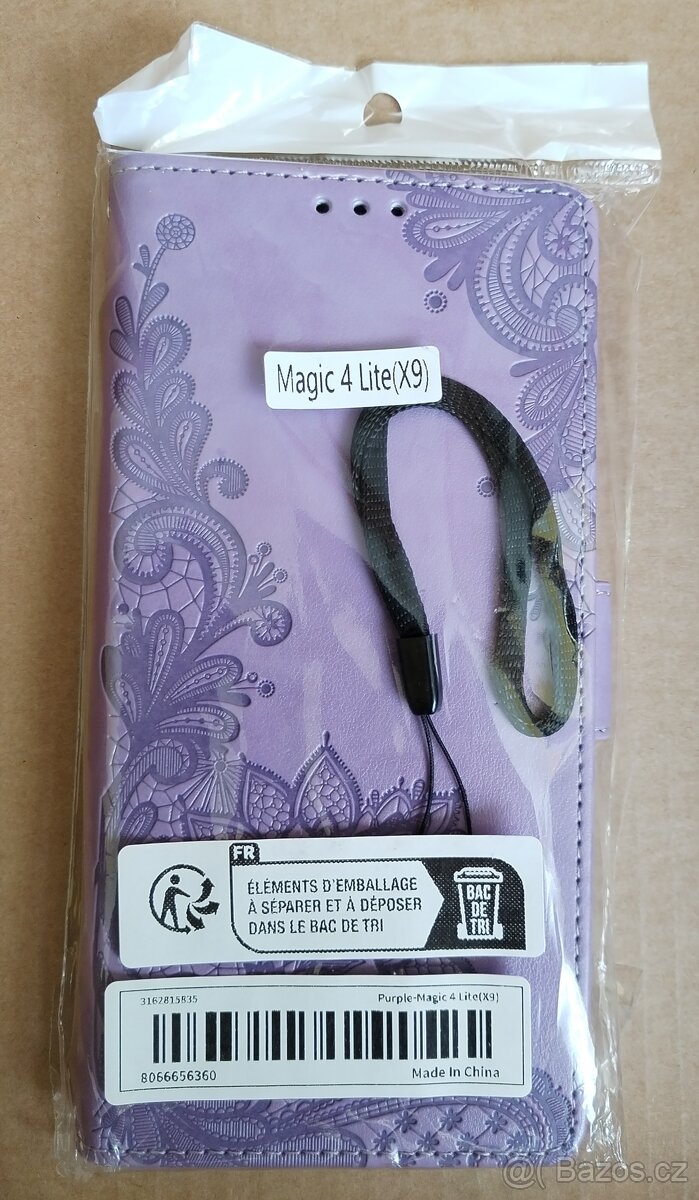 Magic 4 Lite(X9)
FR
ÉLÉMENTS D'EMBALLAGE
À SÉPARER ET À DÉPOSER
DANS LE BAC DE TRI
BAC
DE
TRI
3162815835
Purple-Magic 4 Lite(X9)
8066656360
Made In China
@( Bazos.cz